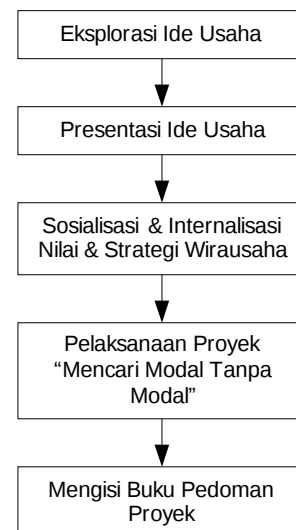 Eksplorasi Ide Usaha
Presentasi Ide Usaha
Sosialisasi & Internalisasi
Nilai & Strategi Wirausaha
Pelaksanaan Proyek
“Mencari Modal Tanpa
Modal”
Mengisi Buku Pedoman
Proyek